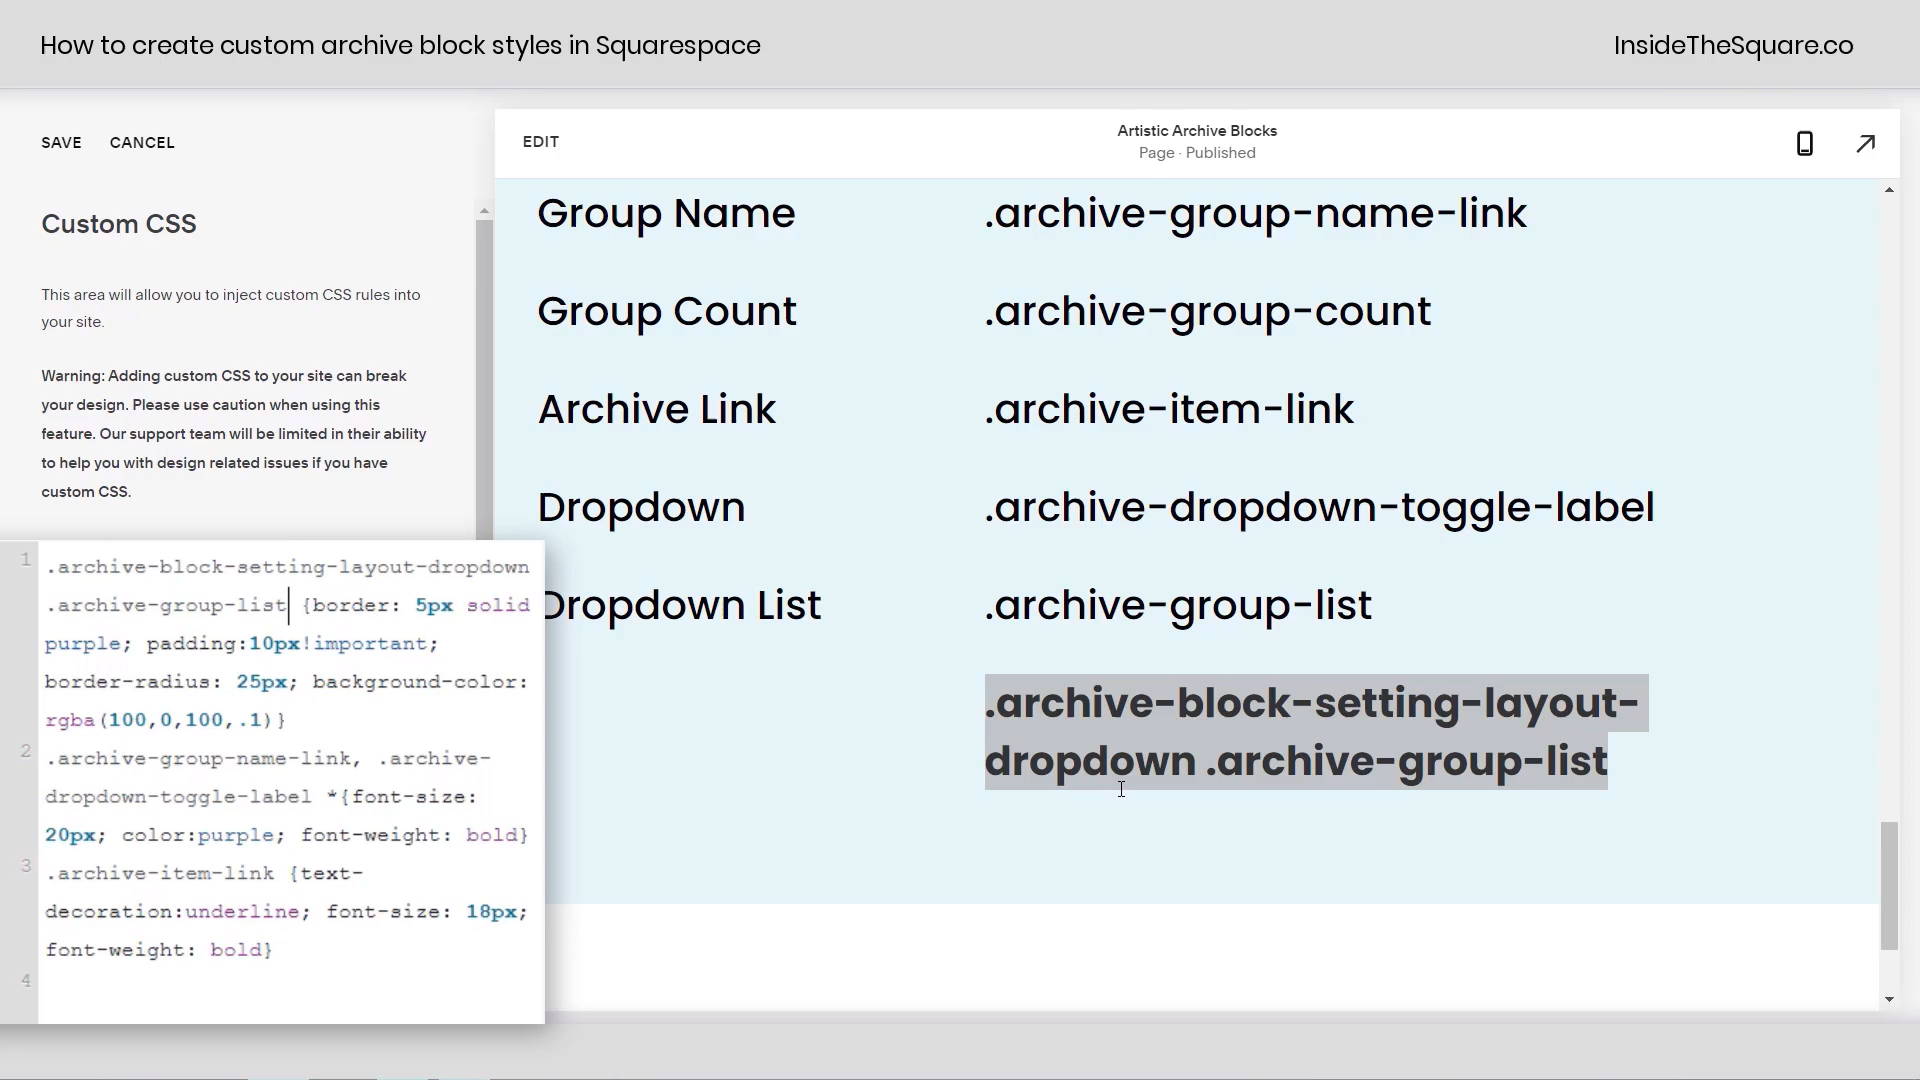 How to create custom archive block styles in Squarespace
InsideTheSquare.co
SAVE CANCEL
Custom CSS
This area will allow you to inject custom CSS rules into
your site.
Warning: Adding custom CSS to your site can break
your design. Please use caution when using this
feature. Our support team will be limited in their ability
to help you with design related issues if you have
custom CSS.
1 .archive-block-setting-layout-dropdown
.archive-group-list {border: 5px solid
purple; padding:10px!important;
border-radius: 25px; background-color:
rgba(100,0,100,.1)}
2 .archive-group-name-link, .archive-
dropdown-toggle-label *{font-size:
20px; color:purple; font-weight: bold}
3 .archive-item-link {text-
decoration:underline; font-size: 18px;
font-weight: bold}
4
EDIT
Artistic Archive Blocks
Page · Published
Group Name .archive-group-name-link
Group Count .archive-group-count
Archive Link .archive-item-link
Dropdown .archive-dropdown-toggle-label
Dropdown List .archive-group-list
.archive-block-setting-layout-
dropdown .archive-group-list